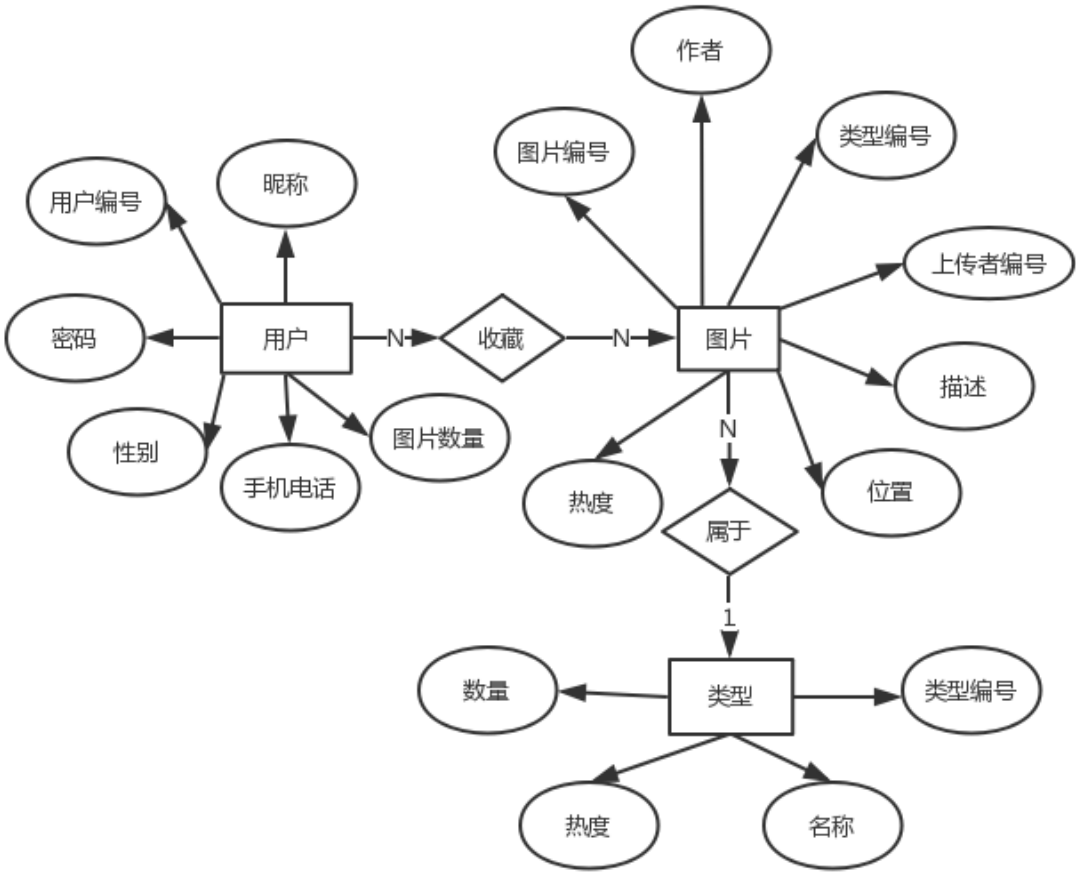 作者
类型编号
图片编号
昵称
用户编号
上传者编号
密码
用户
N
收藏
N
图片
描述
性别
手机电话
图片数量
N
热度
位置
属于
1
数量
类型
类型编号
热度
名称